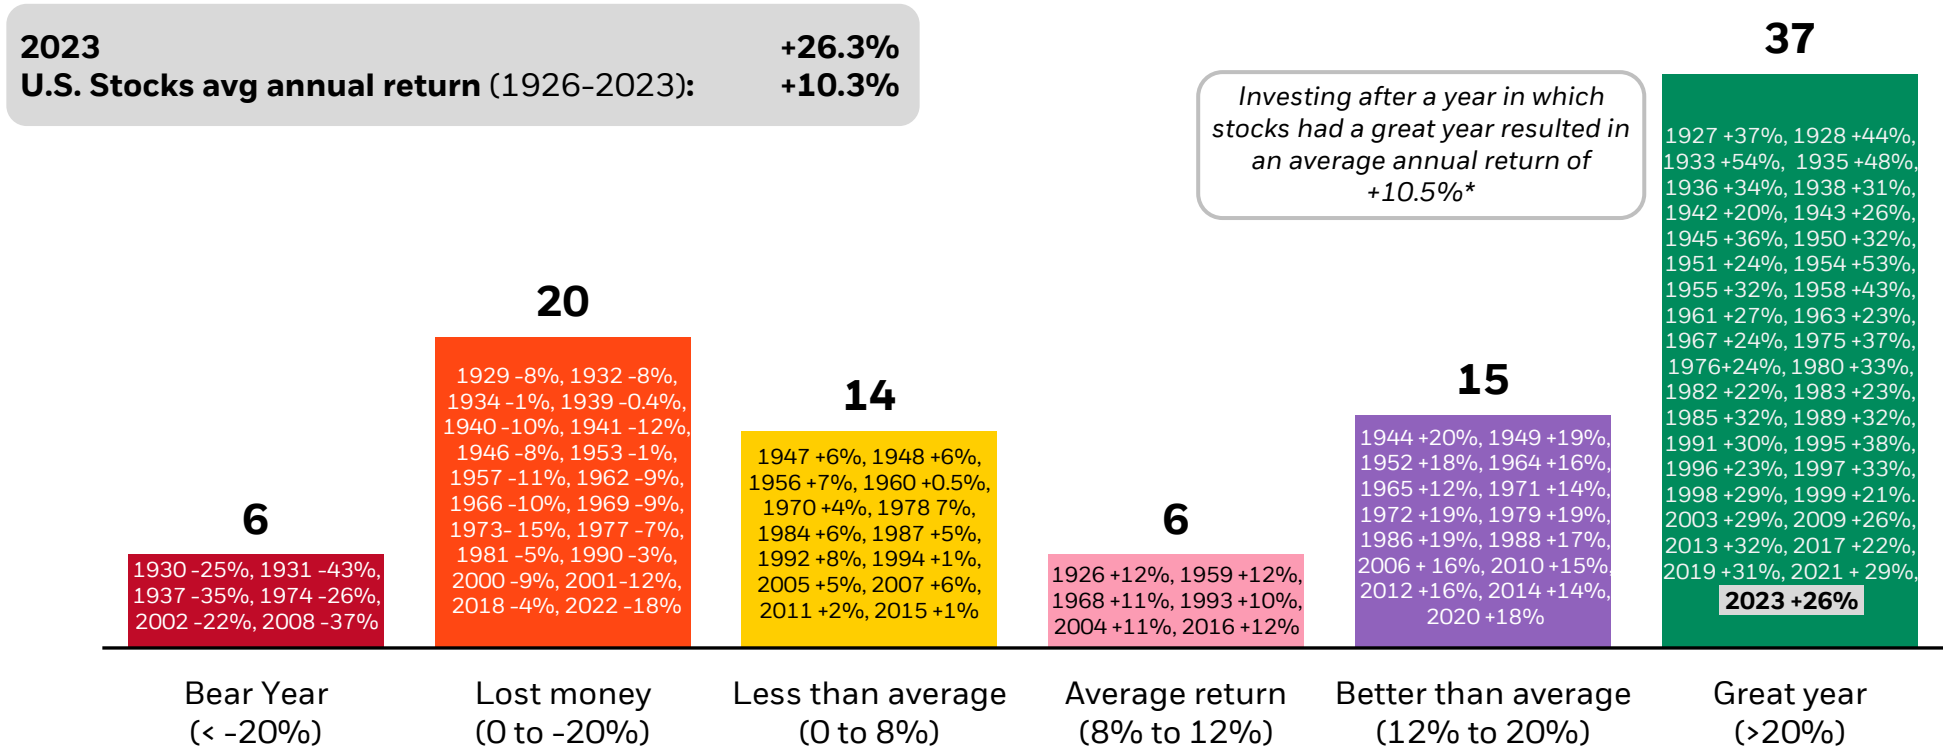 2023 +26.3%
U.S. Stocks avg annual return (1926-2023): +10.3%
Investing after a year in which
stocks had a great year resulted in
an average annual return of
+10.5%*
6
1930 -25%, 1931 -43%,
1937 -35%, 1974 -26%,
2002 -22%, 2008 -37%
Bear Year
(< -20%)
20
1929 -8%, 1932 -8%,
1934 -1%, 1939 -0.4%,
1940 -10%, 1941 -12%,
1946 -8%, 1953 -1%,
1957 -11%, 1962 -9%,
1966 -10%, 1969 -9%,
1973- 15%, 1977 -7%,
1981 -5%, 1990 -3%,
2000 -9%, 2001-12%,
2018 -4%, 2022 -18%
Lost money
(0 to -20%)
14
1947 +6%, 1948 +6%,
1956 +7%, 1960 +0.5%,
1970 +4%, 1978 7%,
1984 +6%, 1987 +5%,
1992 +8%, 1994 +1%,
2005 +5%, 2007 +6%,
2011 +2%, 2015 +1%
Less than average
(0 to 8%)
6
1926 +12%, 1959 +12%,
1968 +11%, 1993 +10%,
2004 +11%, 2016 +12%
Average return
(8% to 12%)
15
1944 +20%, 1949 +19%,
1952 +18%, 1964 +16%,
1965 +12%, 1971 +14%,
1972 +19%, 1979 +19%,
1986 +19%, 1988 +17%,
2006 + 16%, 2010 +15%,
2012 +16%, 2014 +14%,
2020 +18%
Better than average
(12% to 20%)
37
1927 +37%, 1928 +44%,
1933 +54%, 1935 +48%,
1936 +34%, 1938 +31%,
1942 +20%, 1943 +26%,
1945 +36%, 1950 +32%,
1951 +24%, 1954 +53%,
1955 +32%, 1958 +43%,
1961 +27%, 1963 +23%,
1967 +24%, 1975 +37%,
1976+24%, 1980 +33%,
1982 +22%, 1983 +23%,
1985 +32%, 1989 +32%,
1991 +30%, 1995 +38%,
1996 +23%, 1997 +33%,
1998 +29%, 1999 +21%.
2003 +29%, 2009 +26%,
2013 +32%, 2017 +22%,
2019 +31%, 2021 + 29%,
2023 +26%
Great year
(>20%)